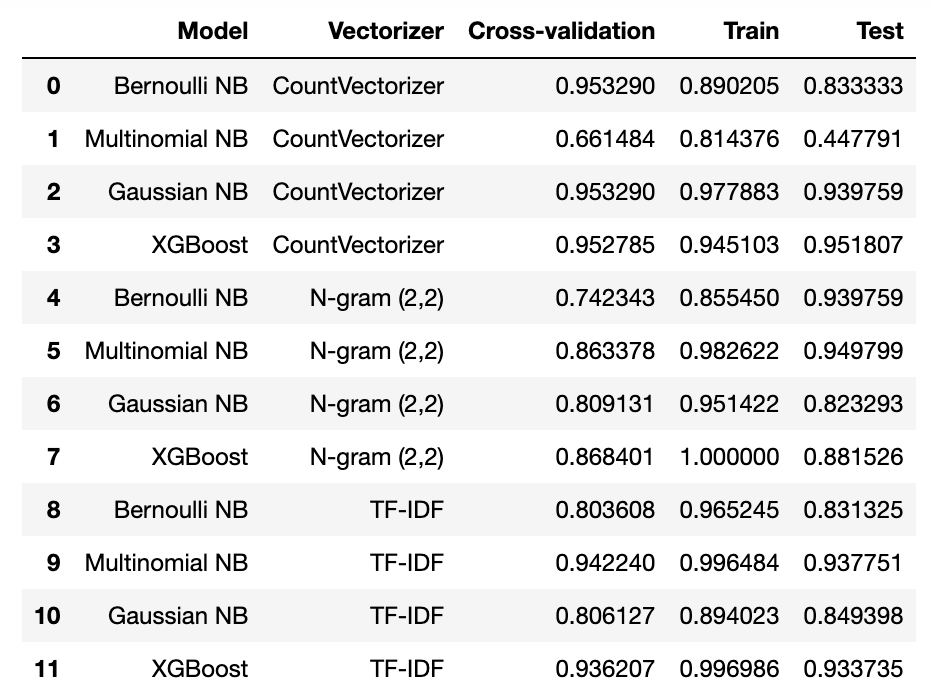 Model Vectorizer Cross-validation Train Test
0 Bernoulli NB CountVectorizer 0.953290 0.890205 0.833333
1 Multinomial NB CountVectorizer 0.661484 0.814376 0.447791
2 Gaussian NB CountVectorizer 0.953290 0.977883 0.939759
3 XGBoost CountVectorizer 0.952785 0.945103 0.951807
4 Bernoulli NB N-gram (2,2) 0.742343 0.855450 0.939759
5 Multinomial NB N-gram (2,2) 0.863378 0.982622 0.949799
6 Gaussian NB N-gram (2,2) 0.809131 0.951422 0.823293
7 XGBoost N-gram (2,2) 0.868401 1.000000 0.881526
8 Bernoulli NB TF-IDF 0.803608 0.965245 0.831325
9 Multinomial NB TF-IDF 0.942240 0.996484 0.937751
10 Gaussian NB TF-IDF 0.806127 0.894023 0.849398
11 XGBoost TF-IDF 0.936207 0.996986 0.933735